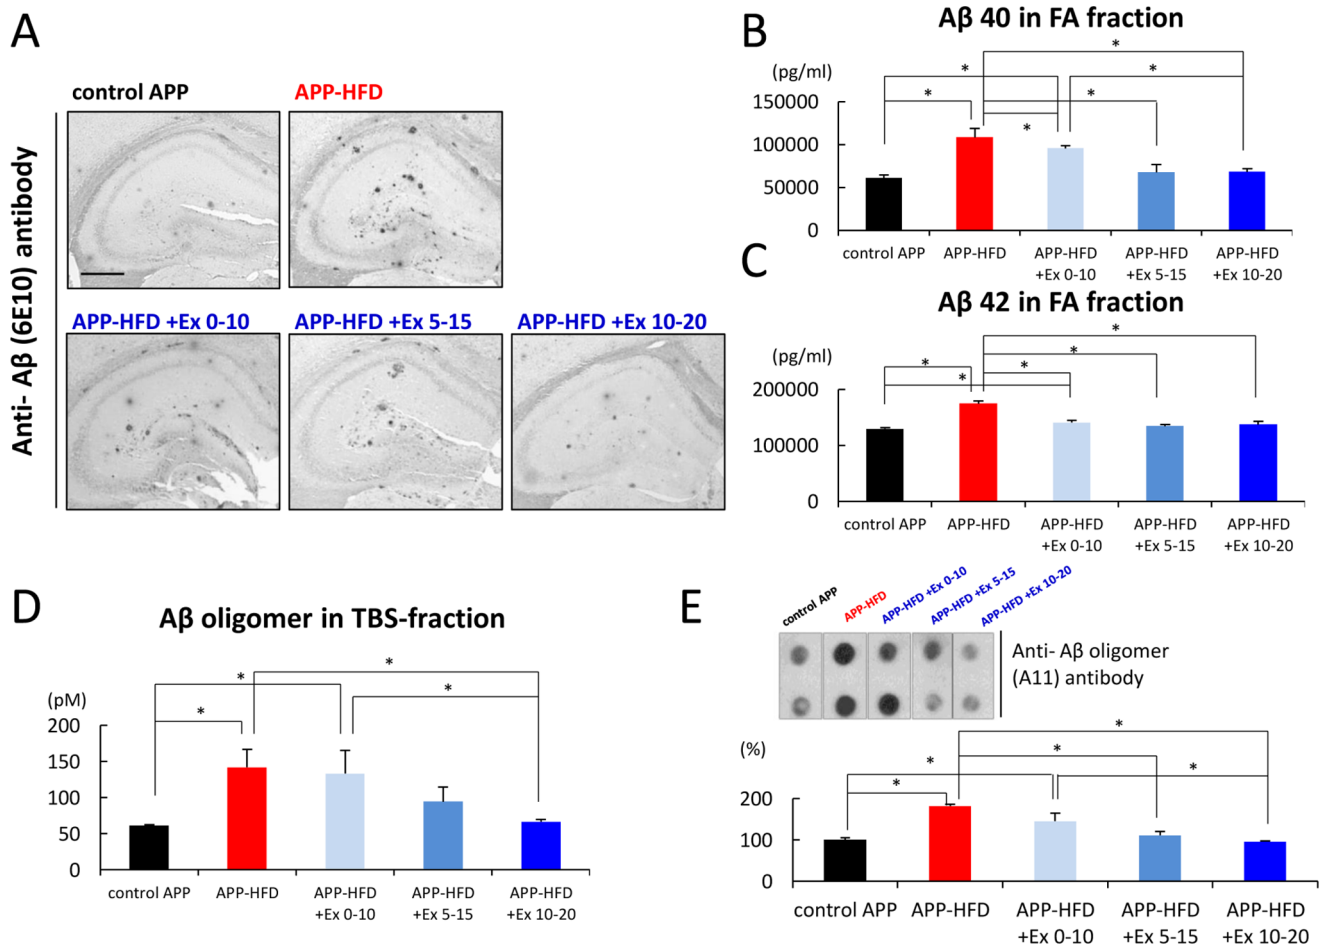 A
control APP
APP-HFD
Anti- Aβ (6E10) antibody
APP-HFD +Ex 0-10
APP-HFD +Ex 5-15
APP-HFD +Ex 10-20
B
Aβ 40 in FA fraction
(pg/ml)
*
*
*
*
*
*
150000
100000
50000
0
control APP
APP-HFD
APP-HFD
+Ex 0-10
APP-HFD
+Ex 5-15
APP-HFD
+Ex 10-20
C
Aβ 42 in FA fraction
(pg/ml)
*
*
*
*
*
200000
100000
0
control APP
APP-HFD
APP-HFD
+Ex 0-10
APP-HFD
+Ex 5-15
APP-HFD
+Ex 10-20
D
Aβ oligomer in TBS-fraction
(pM)
*
*
*
*
200
150
100
50
0
control APP
APP-HFD
APP-HFD
+Ex 0-10
APP-HFD
+Ex 5-15
APP-HFD
+Ex 10-20
E
control APP
APP-HFD
APP-HFD +Ex 0-10
APP-HFD +Ex 5-15
APP-HFD +Ex 10-20
Anti- Aβ oligomer
(A11) antibody
(%)
*
*
*
*
*
200
100
0
control APP
APP-HFD
APP-HFD
+Ex 0-10
APP-HFD
+Ex 5-15
APP-HFD
+Ex 10-20